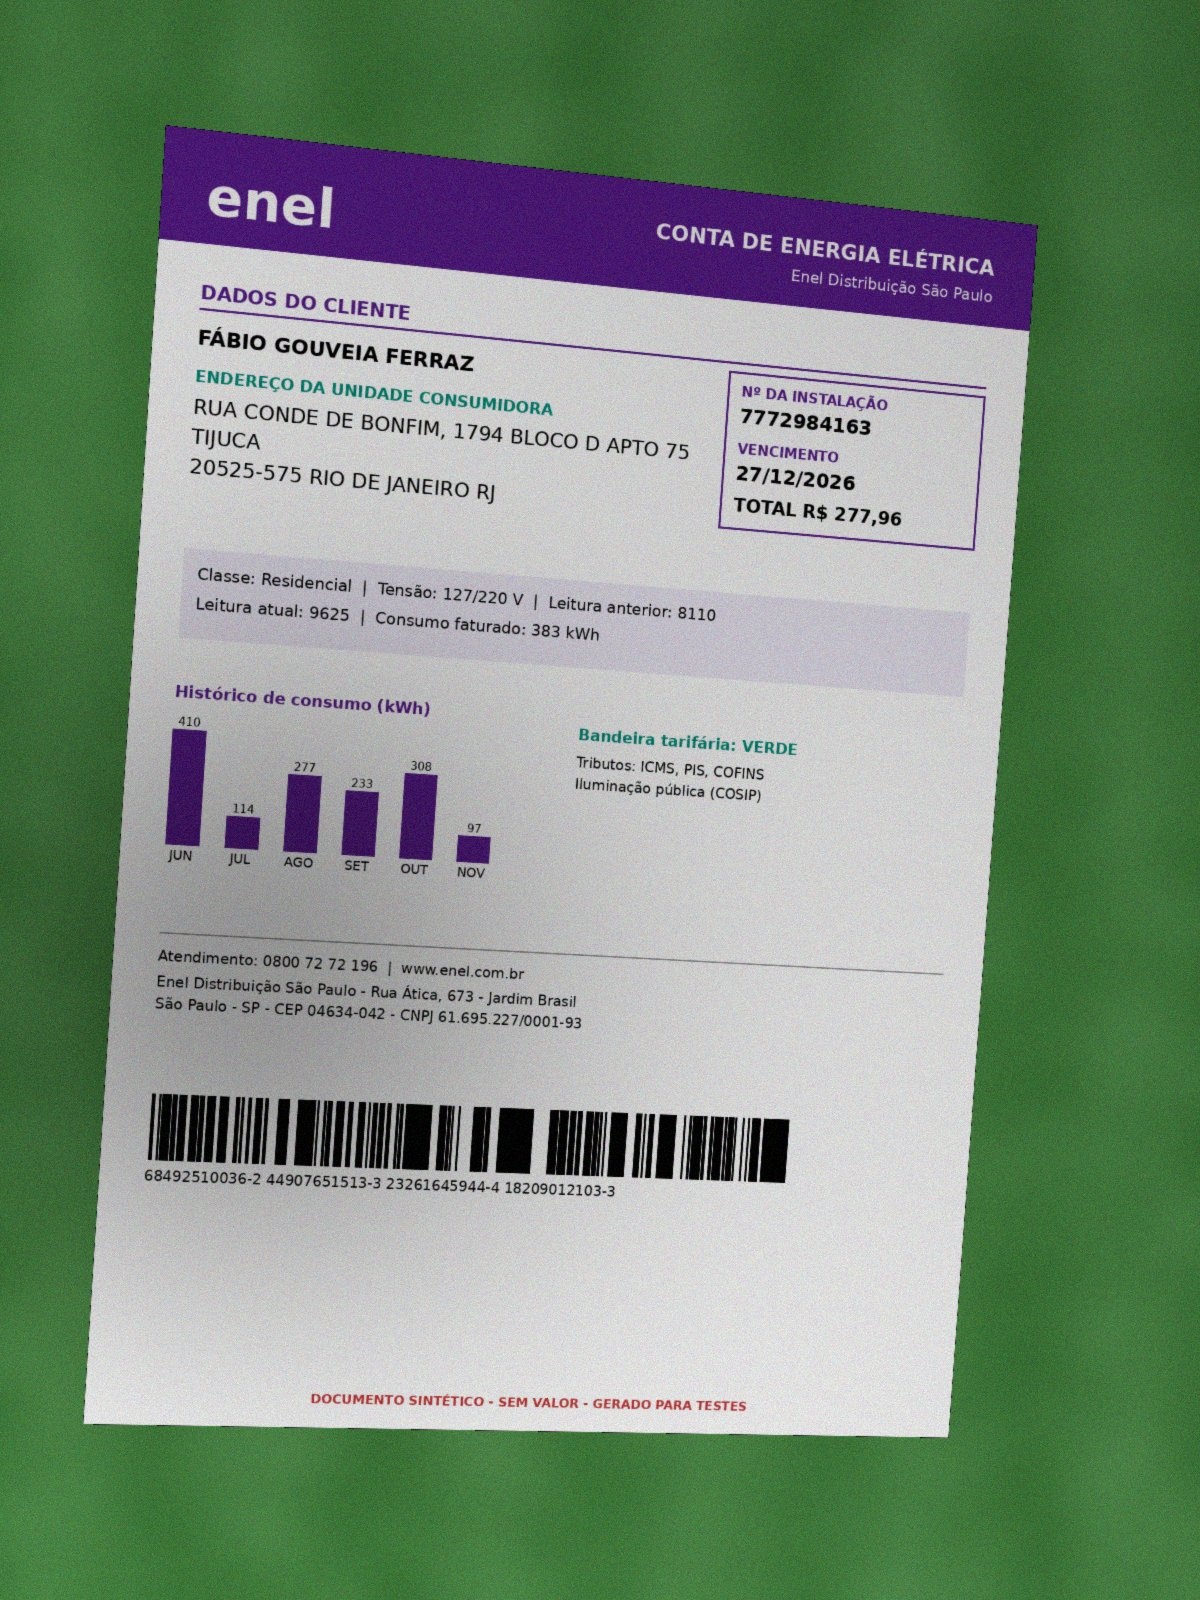 enel
CONTA DE ENERGIA ELÉTRICA
Enel Distribuição São Paulo
DADOS DO CLIENTE
FÁBIO GOUVEIA FERRAZ
ENDEREÇO DA UNIDADE CONSUMIDORA
RUA CONDE DE BONFIM, 1794 BLOCO D APTO 75
TIJUCA
20525-575 RIO DE JANEIRO RJ
Nº DA INSTALAÇÃO
7772984163
VENCIMENTO
27/12/2026
TOTAL R$ 277,96
Classe: Residencial | Tensão: 127/220 V | Leitura anterior: 8110
Leitura atual: 9625 | Consumo faturado: 383 kWh
Histórico de consumo (kWh)
410 114 277 233 308 97
JUN JUL AGO SET OUT NOV
Bandeira tarifária: VERDE
Tributos: ICMS, PIS, COFINS
Iluminação pública (COSIP)
Atendimento: 0800 72 72 196 | www.enel.com.br
Enel Distribuição São Paulo - Rua Ática, 673 - Jardim Brasil
São Paulo - SP - CEP 04634-042 - CNPJ 61.695.227/0001-93
68492510036-2 44907651513-3 23261645944-4 18209012103-3
DOCUMENTO SINTÉTICO - SEM VALOR - GERADO PARA TESTES